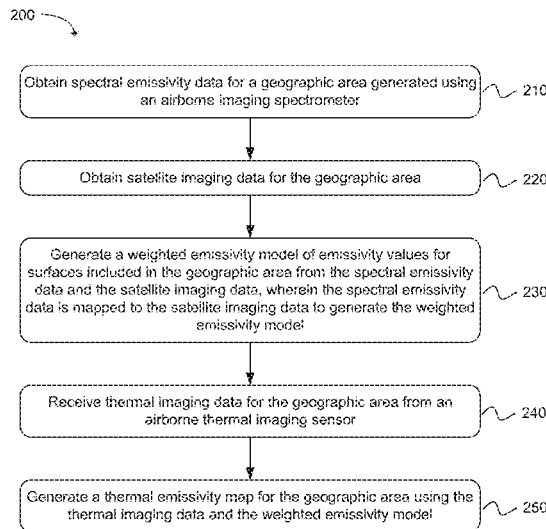 200
Obtain spectral emissivity data for a geographic area generated using
an airborne imaging spectrometer
210
Obtain satellite imaging data for the geographic area
220
Generate a weighted emissivity model of emissivity values for
surfaces included in the geographic area from the spectral emissivity
data and the satellite imaging data, wherein the spectral emissivity
data is mapped to the satellite imaging data to generate the weighted
emissivity model
230
Receive thermal imaging data for the geographic area from an
airborne thermal imaging sensor
240
Generate a thermal emissivity map for the geographic area using the
thermal imaging data and the weighted emissivity model
250